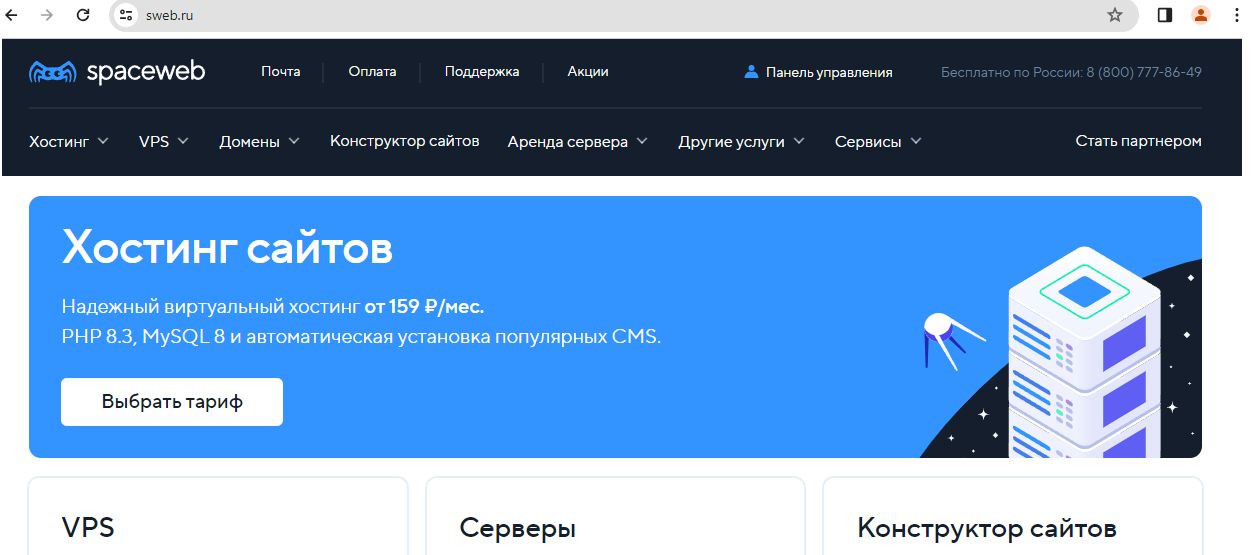 sweb.ru
spaceweb
Почта
Оплата
Поддержка
Акции
Панель управления
Бесплатно по России: 8 (800) 777-86-49
Хостинг
VPS
Домены
Конструктор сайтов
Аренда сервера
Другие услуги
Сервисы
Стать партнером
Хостинг сайтов
Надежный виртуальный хостинг от 159 ₽/мес.
PHP 8.3, MySQL 8 и автоматическая установка популярных CMS.
Выбрать тариф
VPS
Серверы
Конструктор сайтов